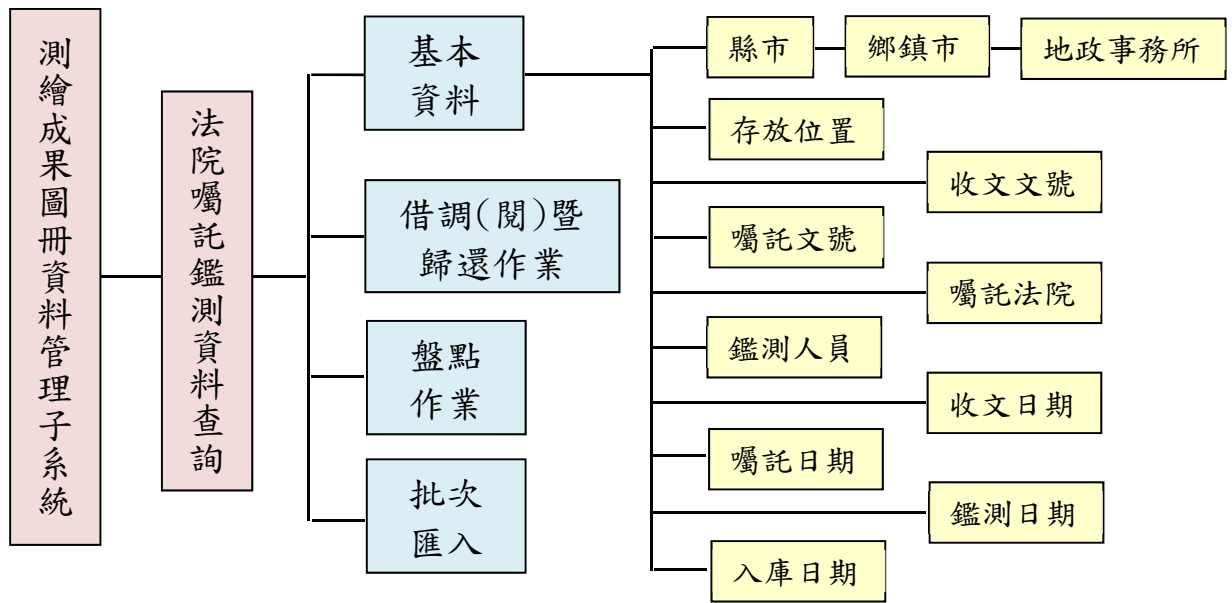 測繪成果圖冊資料管理子系統
法院囑託鑑測資料查詢
基本
資料
借調(閱)暨
歸還作業
盤點
作業
批次
匯入
縣市
鄉鎮市
地政事務所
存放位置
收文文號
囑託文號
囑託法院
鑑測人員
收文日期
囑託日期
鑑測日期
入庫日期